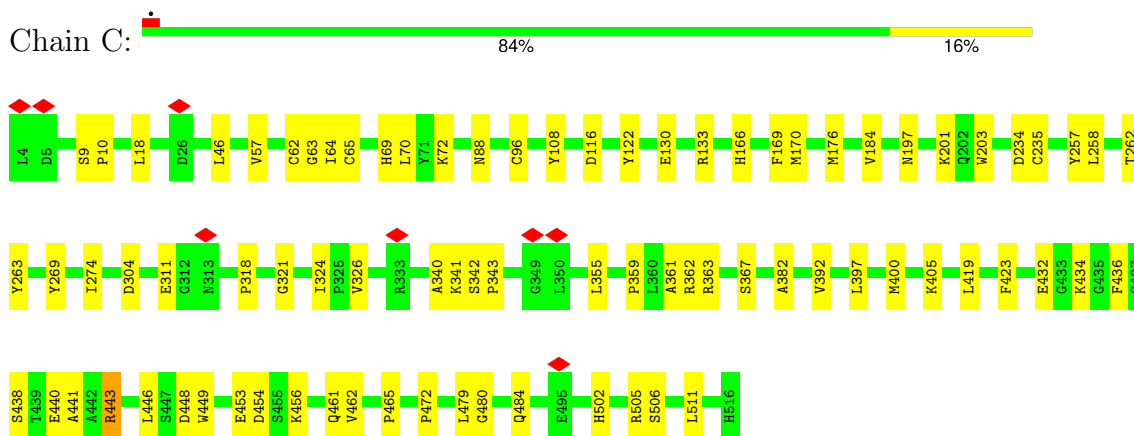 Chain C:
84% 16%
L4 D5 S9 P10 L18 D26 L46 V57 C62 G63 I64 C65 H69 L70 Y71 K72 N88 C96 Y108 D116 Y122 E130 R133 H166 F169 M170 M176 V184 N197 K201 Q202 W203 D234 C235 Y257 L258 T262
Y263 Y269 I274 D304 E311 G312 N313 P318 G321 I324 P325 V326 R333 A340 K341 S342 P343 G349 L350 L355 P359 L360 A361 R362 R363 S367 A382 V392 L397 M400 K405 L419 F423 E432 G433 K434 G435 F436 G437
S438 T439 E440 A441 A442 R443 L446 S447 D448 W449 E453 D454 S455 K456 Q461 V462 P465 P472 L479 G480 Q484 E495 H502 R505 S506 L511 H516